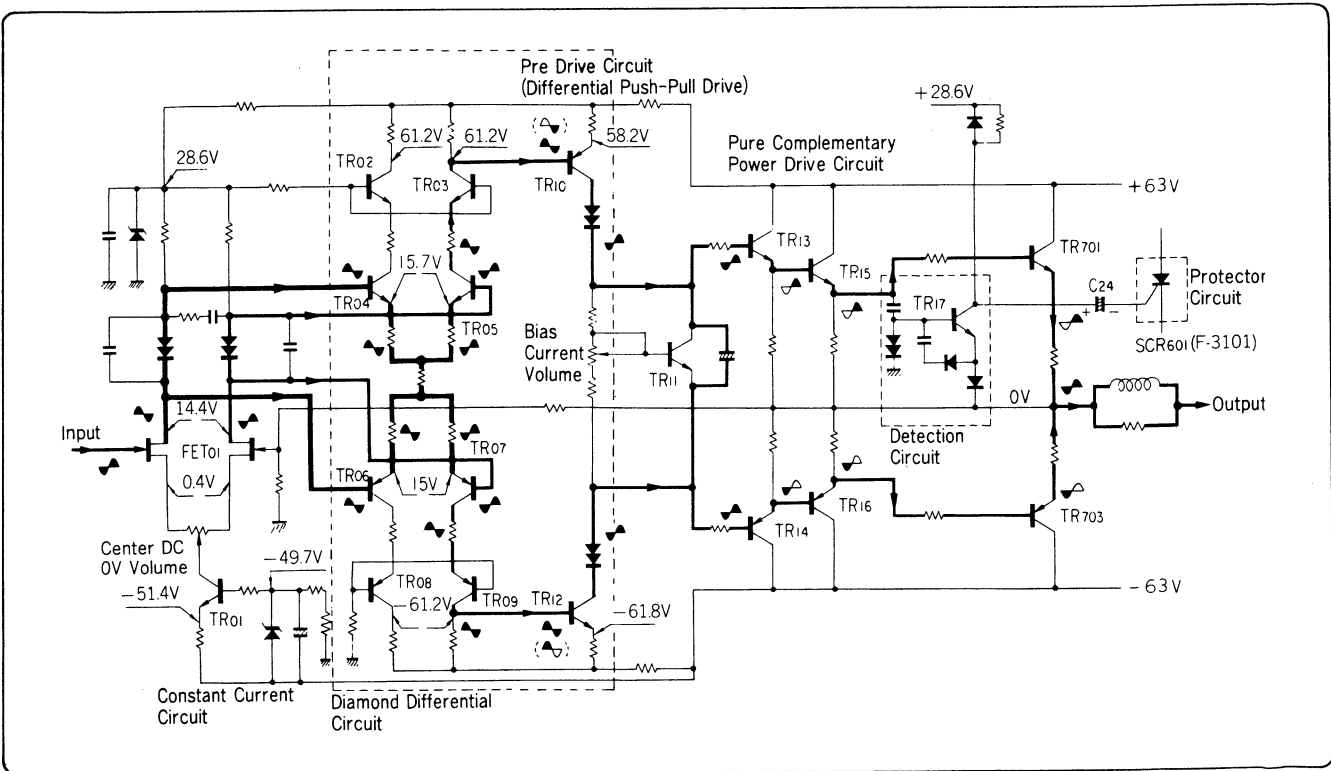 Pre Drive Circuit
(Differential Push-Pull Drive)
+28.6V
61.2V
61.2V
58.2V
28.6V
TR02
TR03
TR10
Pure Complementary
Power Drive Circuit
+63V
TR13
TR701
15.7V
TR15
TR04
TR17
C24
+
-
Protector
Circuit
TR05
Bias
Current
Volume
TR11
SCR601(F-3101)
0V
Output
14.4V
Input
FET01
Detection
Circuit
TR07
0.4V
TR06
15V
TR16
TR703
TR14
Center DC
0V Volume
-49.7V
-51.4V
TR08
-63V
TR01
-61.2V
TR09
TR12
-61.8V
Constant Current
Circuit
Diamond Differential
Circuit